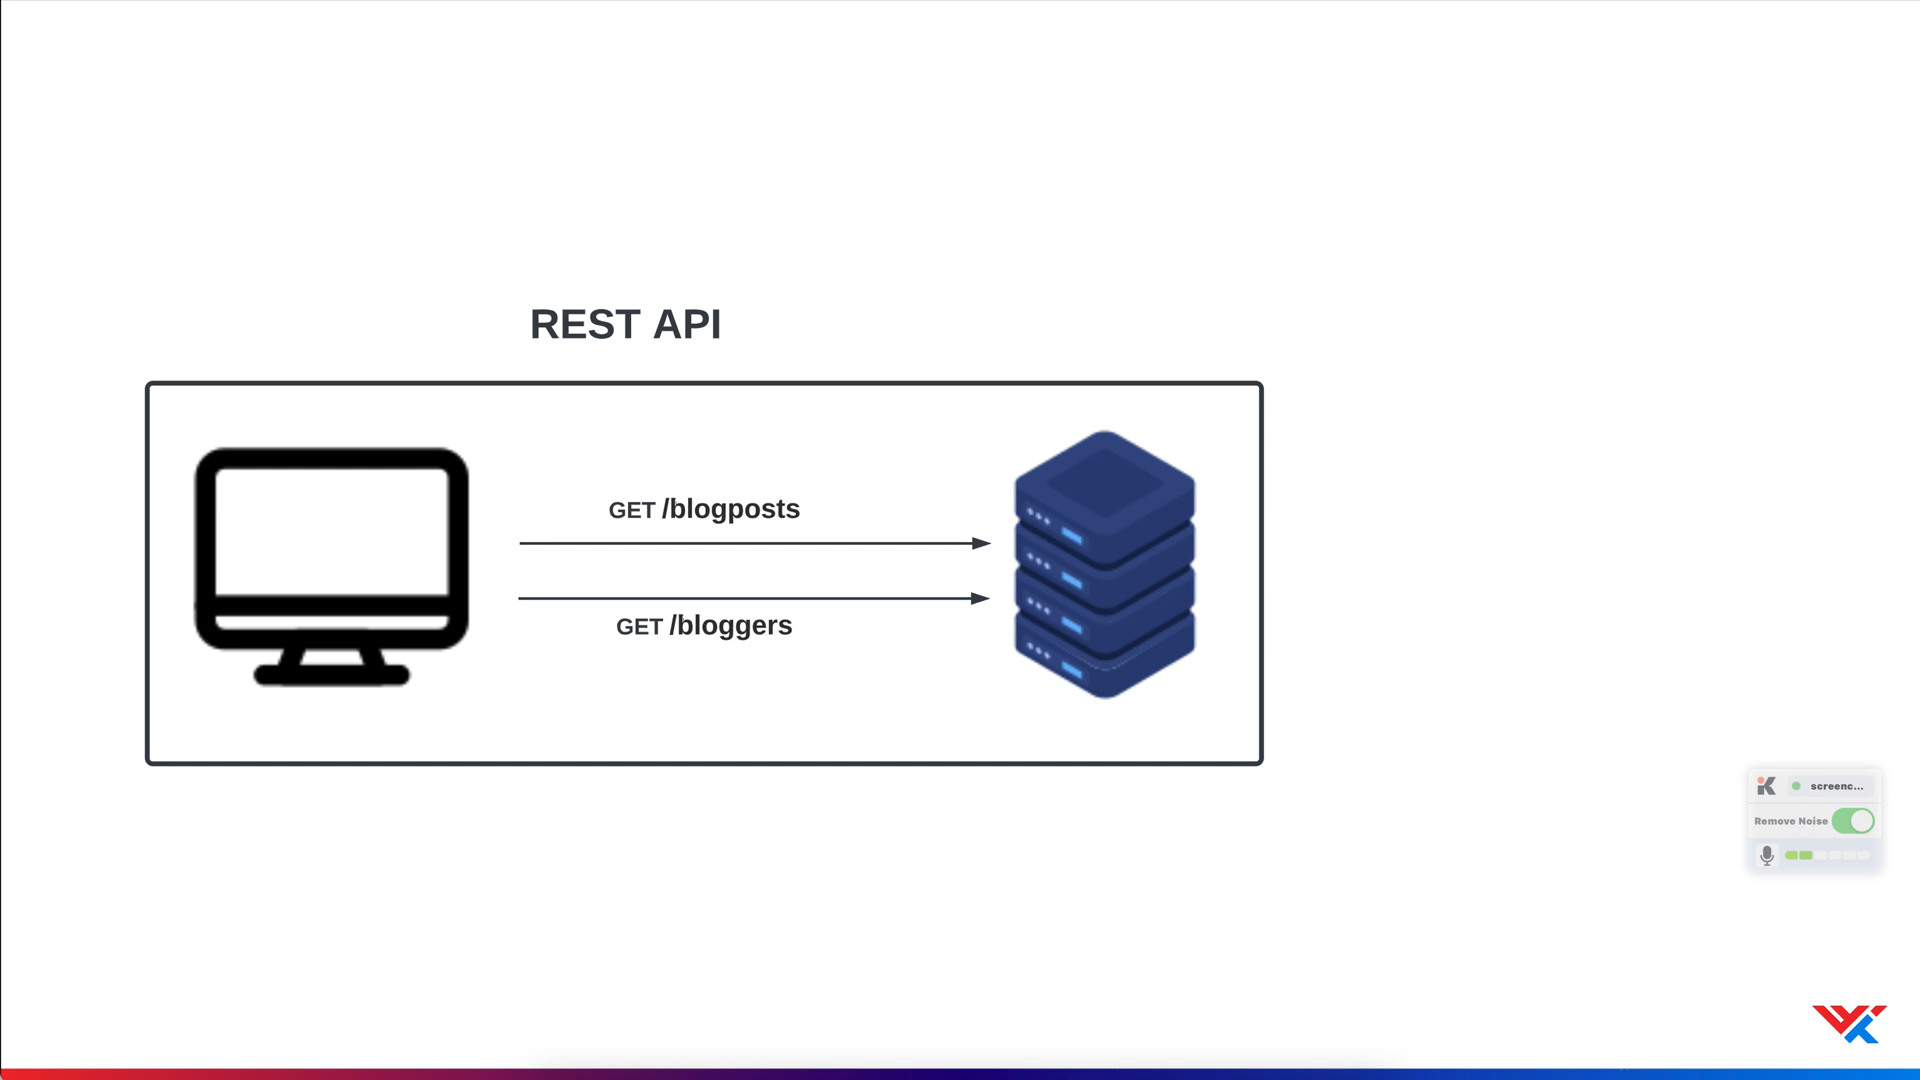 REST API
GET /blogposts
GET /bloggers
screenc...
Remove Noise